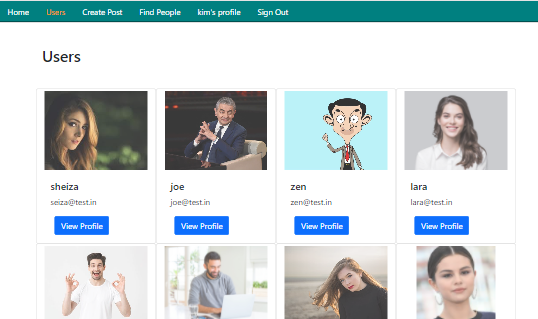 Home Users Create Post Find People kim's profile Sign Out
Users
sheiza joe zen lara
seiza@test.in joe@test.in zen@test.in lara@test.in
View Profile View Profile View Profile View Profile